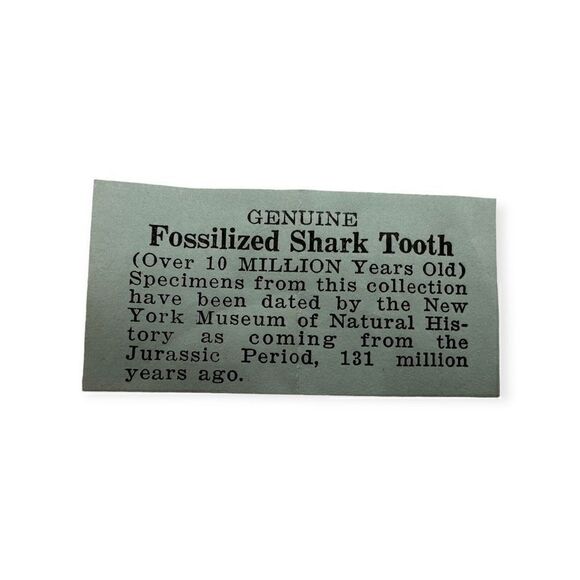 GENUINE
Fossilized Shark Tooth
(Over 10 MILLION Years Old)
Specimens from this collection
have been dated by the New
York Museum of Natural His-
tory as coming from the
Jurassic Period, 131 million
years ago.